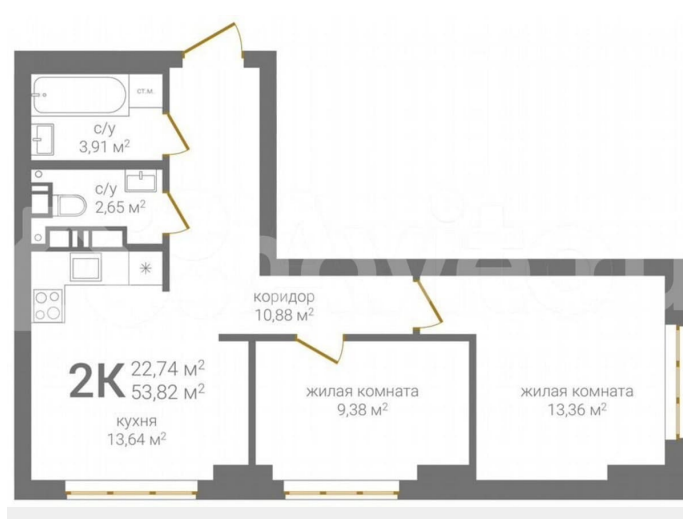 ст.м.
с/у
3,91 м²
с/у
2,65 м²
коридор
10,88 м²
2К
22,74 м²
53,82 м²
кухня
13,64 м²
жилая комната
9,38 м²
жилая комната
13,36 м²